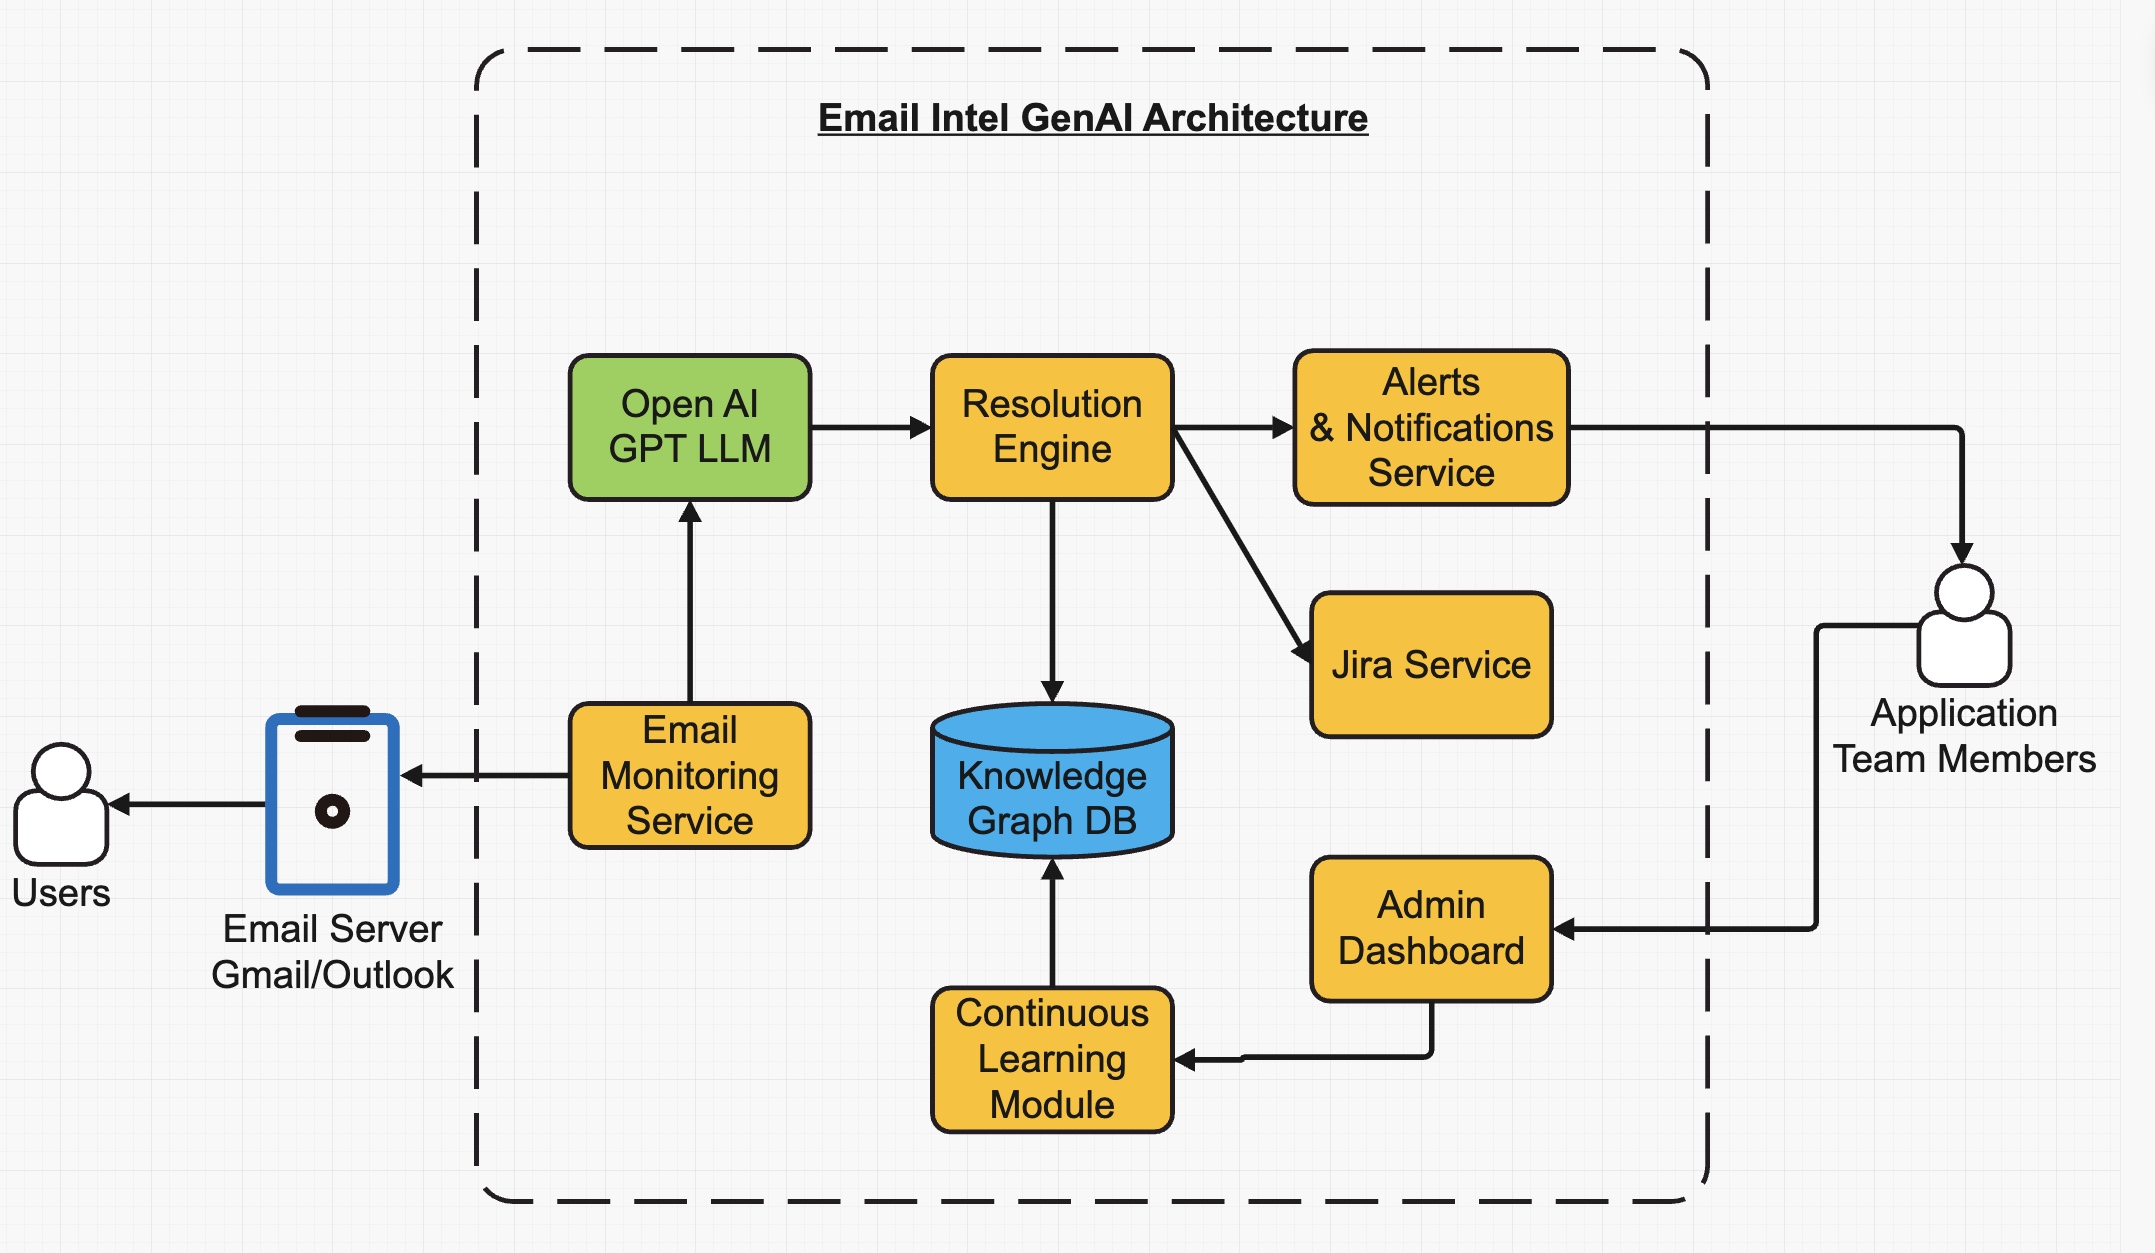 Email Intel GenAI Architecture
Open AI
GPT LLM
Resolution
Engine
Alerts
& Notifications
Service
Jira Service
Application
Team Members
Email
Monitoring
Service
Knowledge
Graph DB
Users
Email Server
Gmail/Outlook
Admin
Dashboard
Continuous
Learning
Module